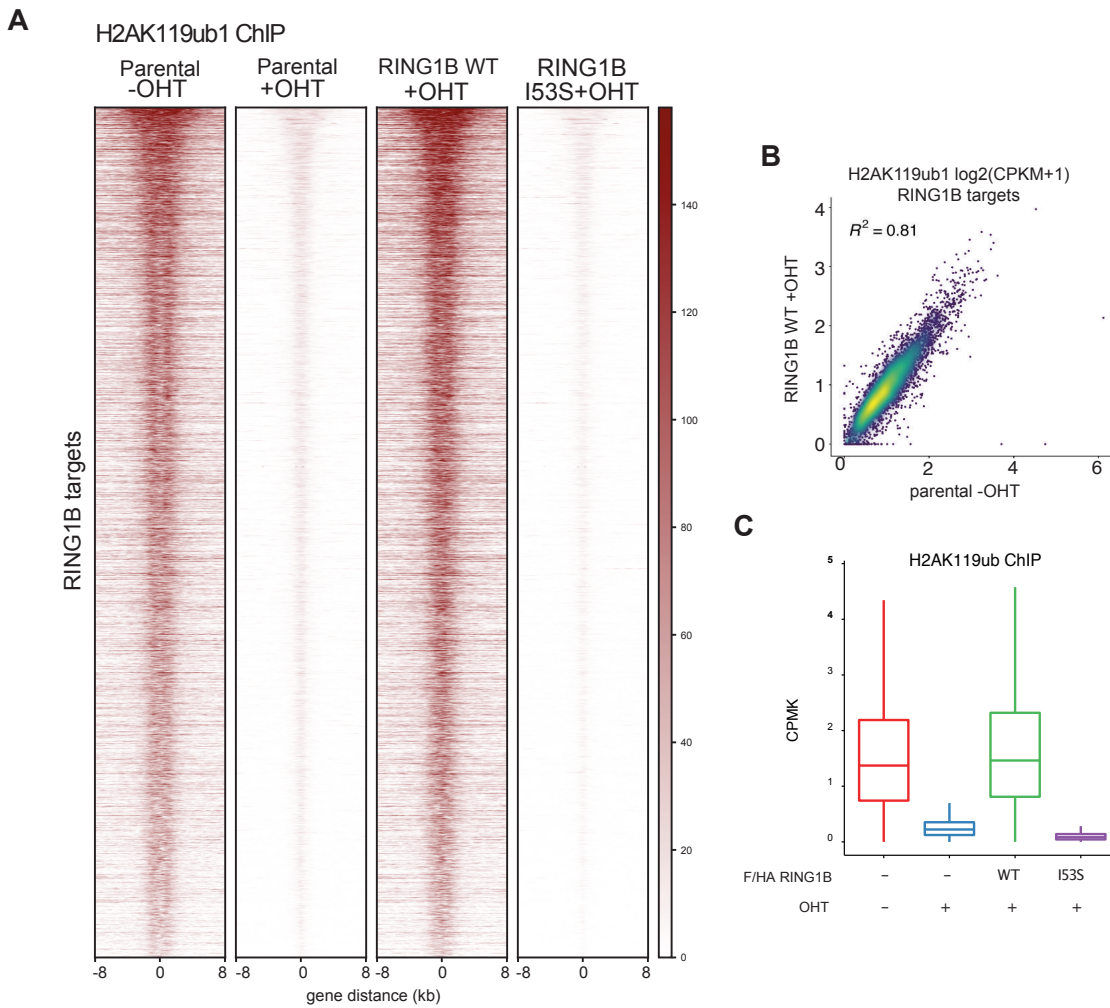 A
H2AK119ub1 ChIP
Parental
-OHT
Parental
+OHT
RING1B WT
+OHT
RING1B
I53S+OHT
RING1B targets
140
120
100
80
60
40
20
0
-8 0 8
-8 0 8
-8 0 8
-8 0 8
gene distance (kb)
B
H2AK119ub1 log2(CPKM+1)
RING1B targets
R² = 0.81
RING1B WT +OHT
4
3
2
1
0
0 2 4 6
parental -OHT
C
H2AK119ub ChIP
CPMK
5
4
3
2
1
0
F/HA RING1B – – WT I53S
OHT – + + +